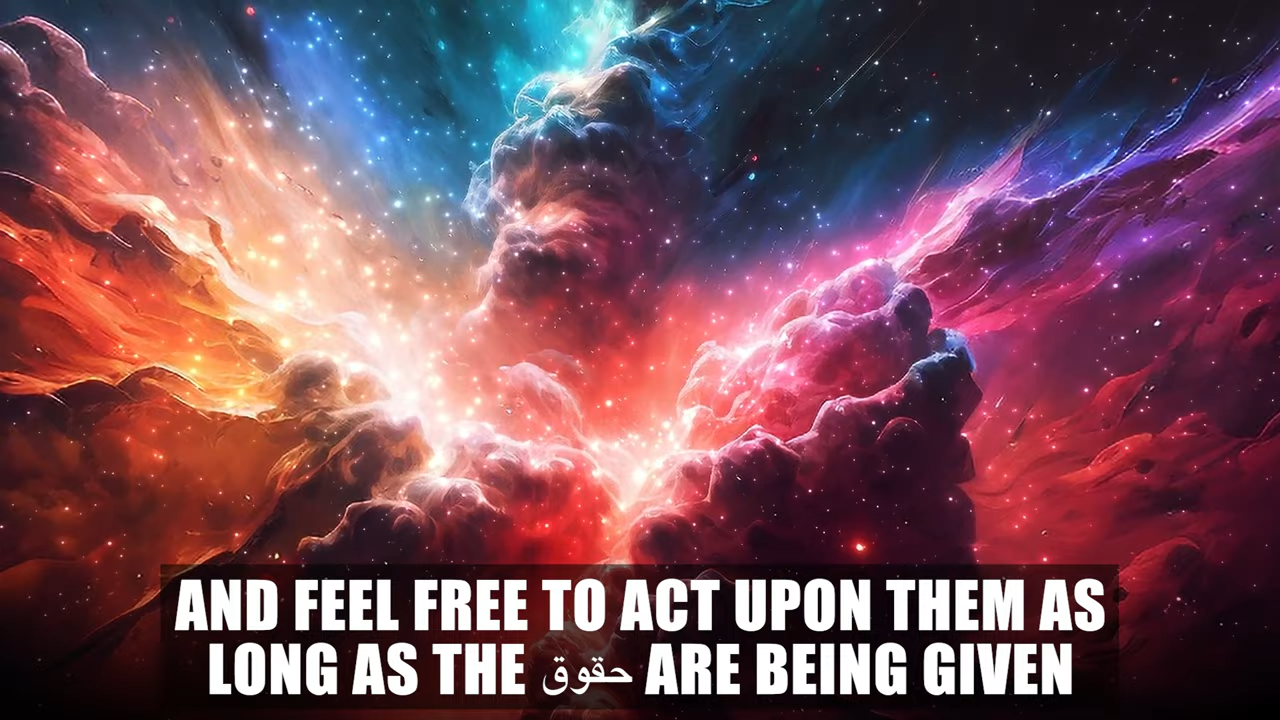 AND FEEL FREE TO ACT UPON THEM AS
LONG AS THE حقوق ARE BEING GIVEN